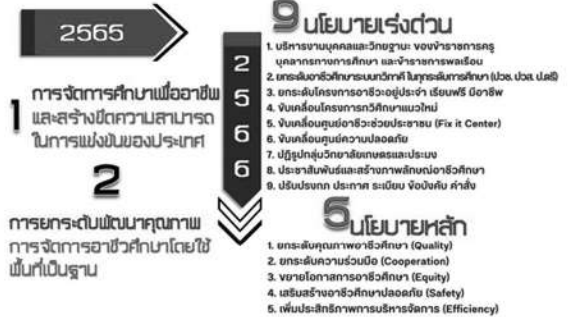 2565
1 การจัดการศึกษาเพื่ออาชีพ
และสร้างขีดความสามารถ
ในการแข่งขันของประเทศ
2
การยกระดับพัฒนาคุณภาพ
การจัดการอาชีวศึกษาโดยใช้
พื้นที่เป็นฐาน
2
5
6
6
9 นโยบายเร่งด่วน
1. บริหารงานบุคคลและวิทยฐานะ ของข้าราชการครู
บุคลากรทางการศึกษา และข้าราชการพลเรือน
2. ยกระดับอาชีวศึกษาระบบทวิภาคี ในทุกระดับการศึกษา (ปวช. ปวส. ป.ตรี)
3. ยกระดับโครงการอาชีวะอยู่ประจำ เรียนฟรี มีอาชีพ
4. ขับเคลื่อนโครงการทวิศึกษาแนวใหม่
5. ขับเคลื่อนศูนย์อาชีวะช่วยประชาชน (Fix it Center)
6. ขับเคลื่อนศูนย์ความปลอดภัย
7. ปฏิรูปกลุ่มวิทยาลัยเกษตรและประมง
8. ประชาสัมพันธ์และสร้างภาพลักษณ์อาชีวศึกษา
9. ปรับปรุงกฎ ประกาศ ระเบียบ ข้อบังคับ คำสั่ง
5 นโยบายหลัก
1. ยกระดับคุณภาพอาชีวศึกษา (Quality)
2. ยกระดับความร่วมมือ (Cooperation)
3. ขยายโอกาสการอาชีวศึกษา (Equity)
4. เสริมสร้างอาชีวศึกษาปลอดภัย (Safety)
5. เพิ่มประสิทธิภาพการบริหารจัดการ (Efficiency)